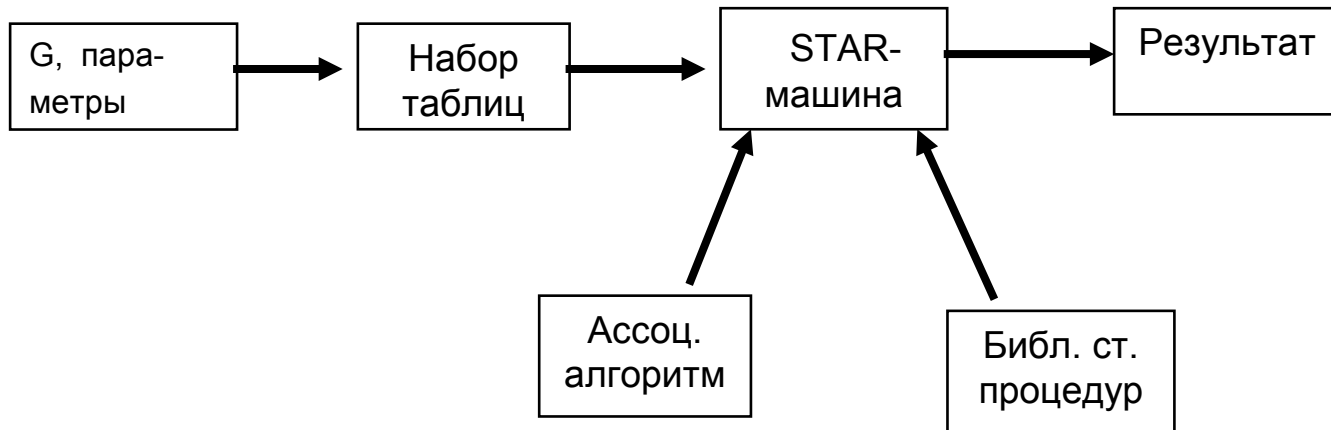 G, пара-
метры
Набор
таблиц
STAR-
машина
Результат
Ассоц.
алгоритм
Библ. ст.
процедур